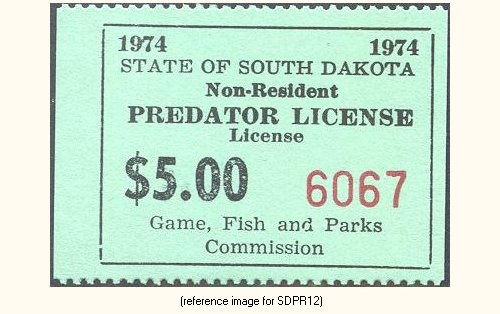 1974 1974
STATE OF SOUTH DAKOTA
Non-Resident
PREDATOR LICENSE
License
$5.00 6067
Game, Fish and Parks
Commission
(reference image for SDPR12)